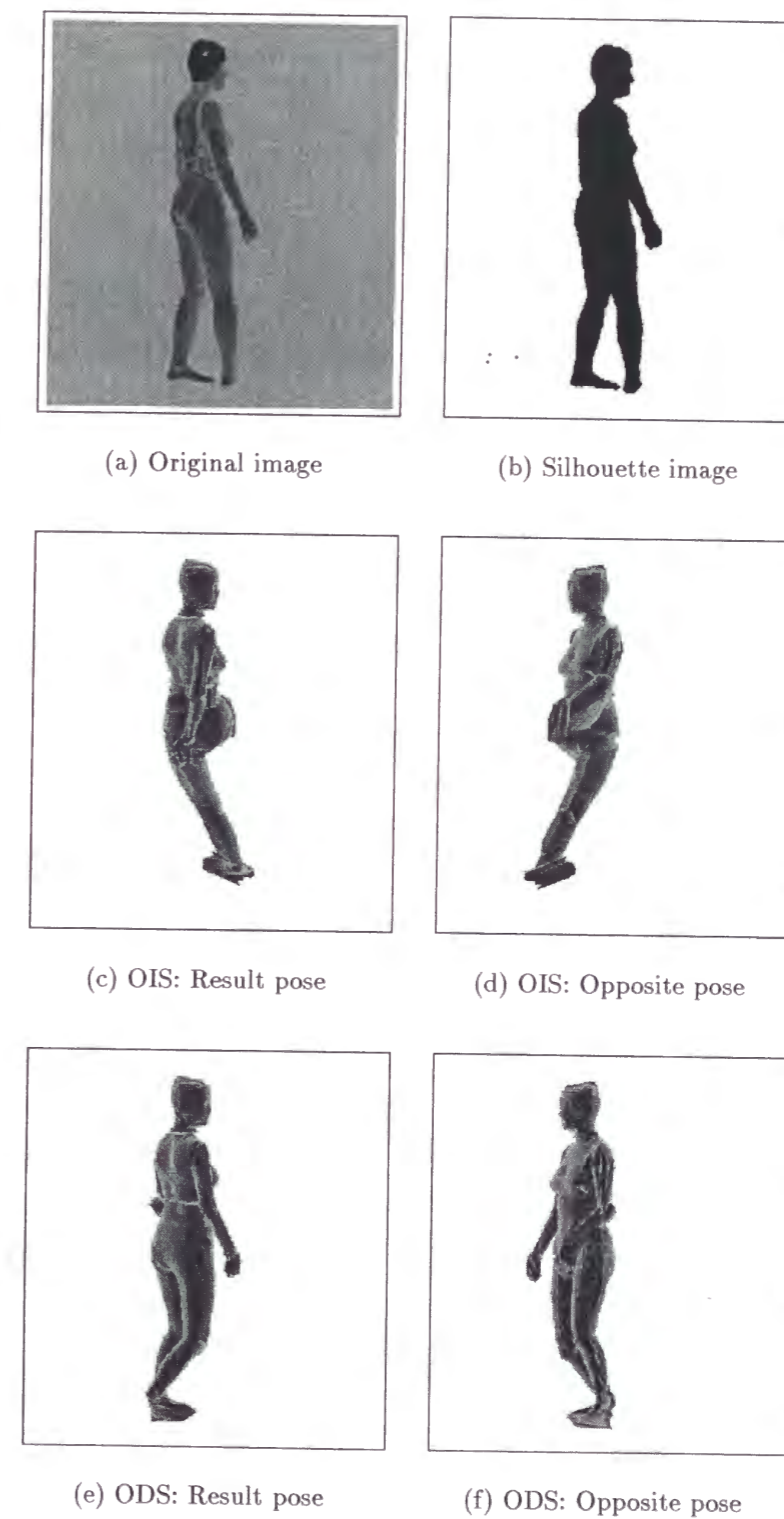 (a) Original image
(b) Silhouette image
(c) OIS: Result pose
(d) OIS: Opposite pose
(e) ODS: Result pose
(f) ODS: Opposite pose